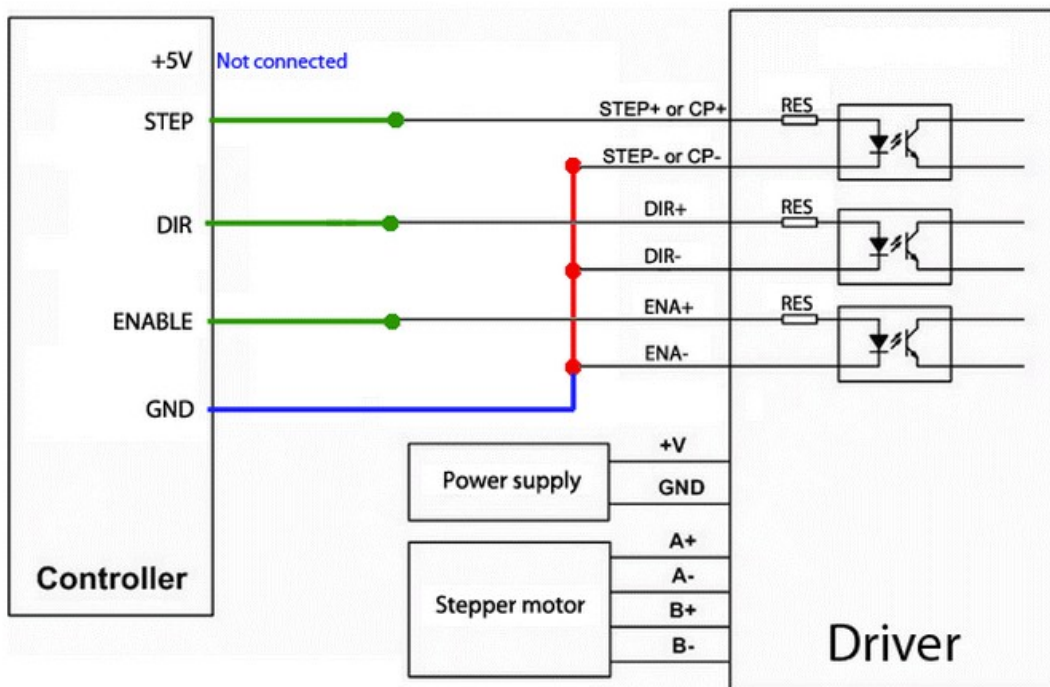 +5V Not connected
STEP
STEP+ or CP+
RES
STEP- or CP-
DIR
DIR+
RES
DIR-
ENABLE
ENA+
RES
ENA-
GND
Power supply
+V
GND
Controller
Stepper motor
A+
A-
B+
B-
Driver